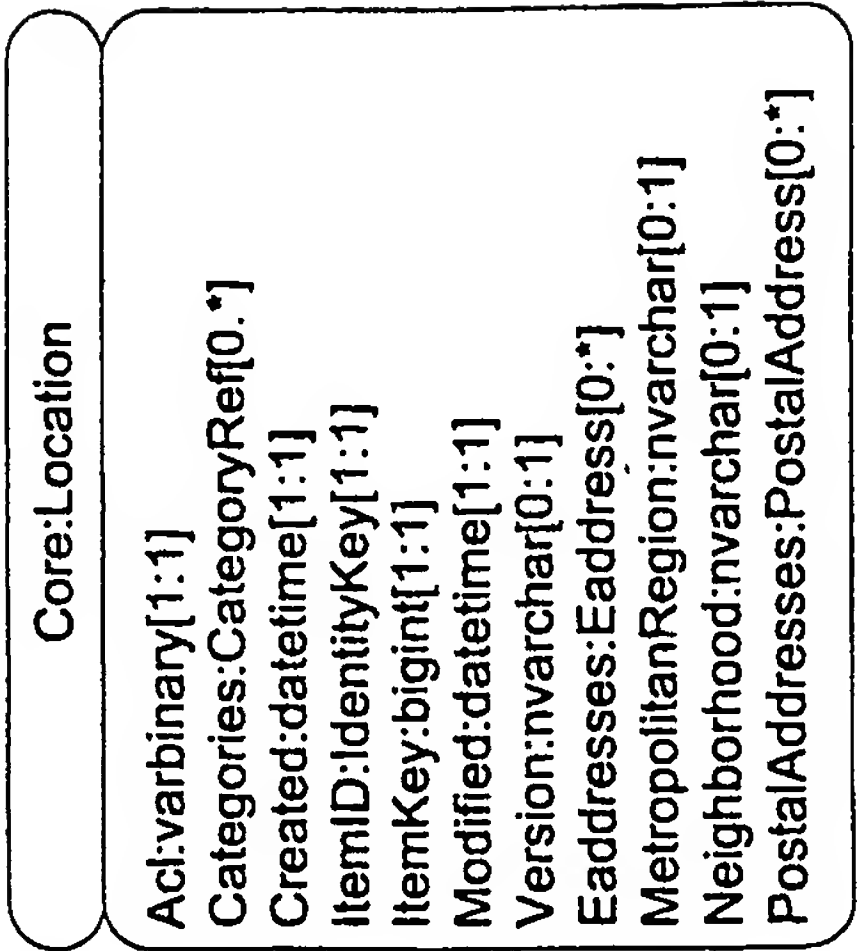 Core:Location
Acl:varbinary[1:1]
Categories:CategoryRef[0.*]
Created:datetime[1:1]
ItemID:IdentityKey[1:1]
ItemKey:bigint[1:1]
Modified:datetime[1:1]
Version:nvarchar[0:1]
Eaddresses:Eaddress[0:*]
MetropolitanRegion:nvarchar[0:1]
Neighborhood:nvarchar[0:1]
PostalAddresses:PostalAddress[0:*]